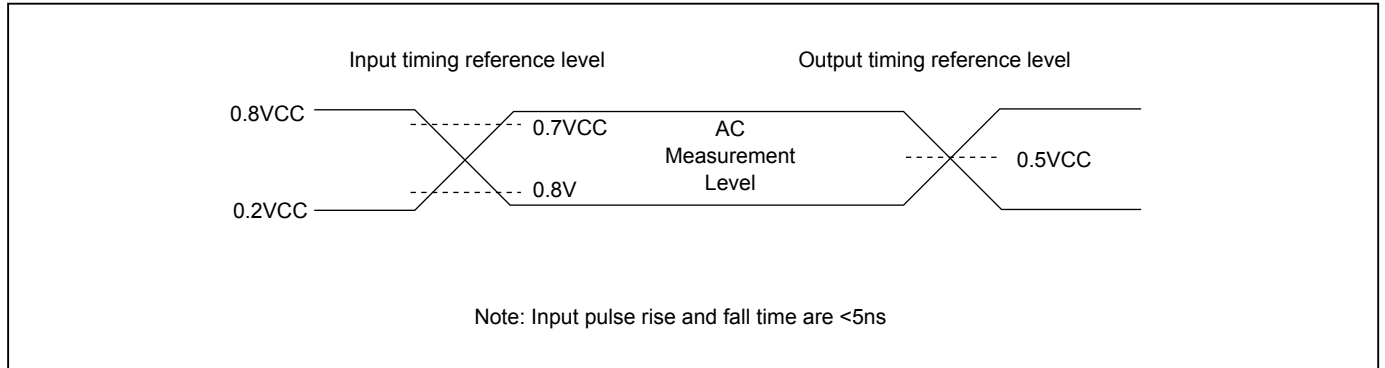 Input timing reference level
Output timing reference level
0.8VCC
0.7VCC
AC
Measurement
Level
0.5VCC
0.8V
0.2VCC
Note: Input pulse rise and fall time are <5ns